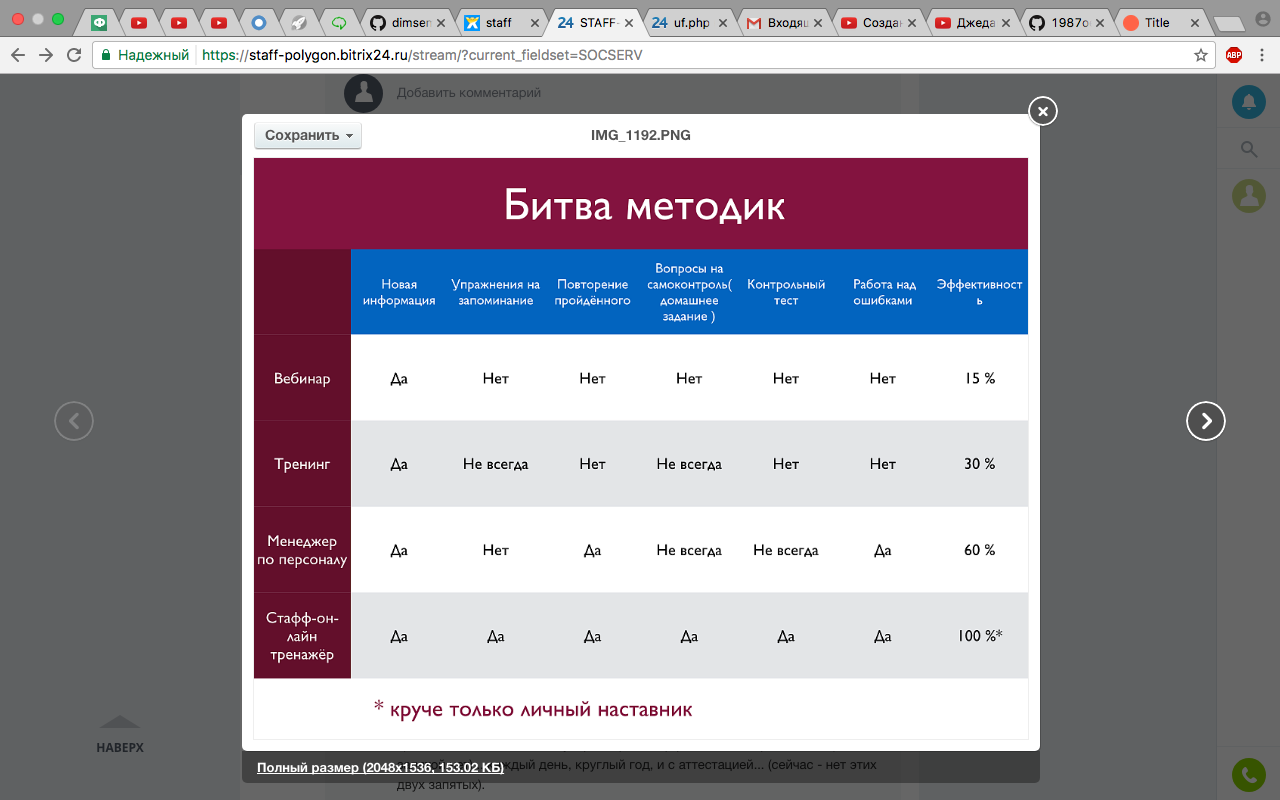 dimsen
staff
24 STAFF-
24 uf.php
Входящ
Создан
Джеда
1987o
Title
Надежный
https://staff-polygon.bitrix24.ru/stream/?current_fieldset=SOCSERV
ABP
Добавить комментарий
Сохранить
IMG_1192.PNG
Битва методик
Новая
информация
Упражнения на
запоминание
Повторение
пройдённого
Вопросы на
самоконтроль(
домашнее
задание )
Контрольный
тест
Работа над
ошибками
Эффективност
ь
Вебинар Да Нет Нет Нет Нет Нет 15 %
Тренинг Да Не всегда Нет Не всегда Нет Нет 30 %
Менеджер
по персоналу
Да Нет Да Не всегда Не всегда Да 60 %
Стафф-он-
лайн
тренажёр
Да Да Да Да Да Да 100 %*
* круче только личный наставник
НАВЕРХ
Полный размер (2048x1536, 153.02 КБ)
ждый день, круглый год, и с аттестацией... (сейчас - нет этих
двух запятых).